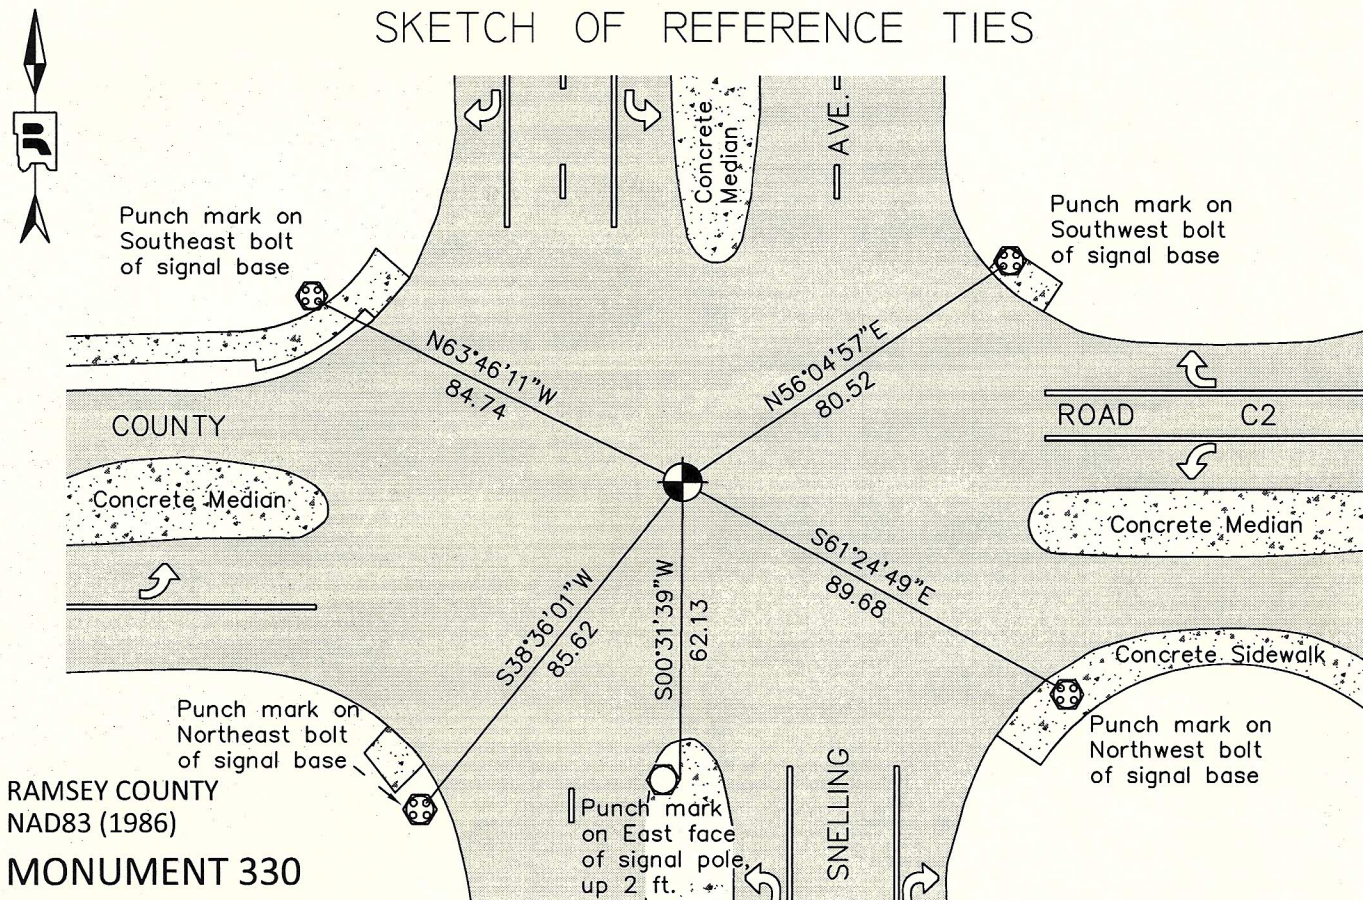 SKETCH OF REFERENCE TIES
R
Concrete
Median
AVE.
Punch mark on
Southeast bolt
of signal base
Punch mark on
Southwest bolt
of signal base
N63°46'11"W
84.74
N56°04'57"E
80.52
COUNTY
ROAD C2
Concrete Median
Concrete Median
S38°36'01"W
85.62
S00°31'39"W
62.13
S61°24'49"E
89.68
Concrete Sidewalk
Punch mark on
Northeast bolt
of signal base
Punch mark on
Northwest bolt
of signal base
Punch mark
on East face
of signal pole,
up 2 ft.
SNELLING
RAMSEY COUNTY
NAD83 (1986)
MONUMENT 330